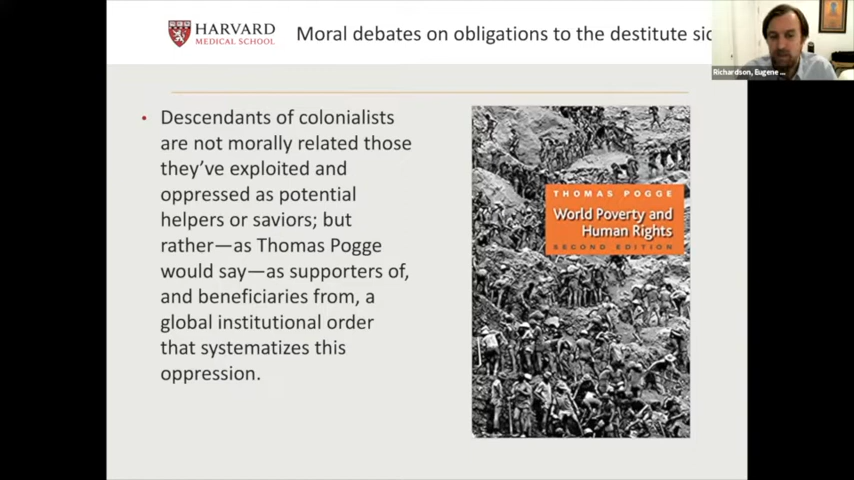 HARVARD
MEDICAL SCHOOL
Moral debates on obligations to the destitute sic
Richardson, Eugene ...
• Descendants of colonialists
are not morally related those
they've exploited and
oppressed as potential
helpers or saviors; but
rather—as Thomas Pogge
would say—as supporters of,
and beneficiaries from, a
global institutional order
that systematizes this
oppression.
THOMAS POGGE
World Poverty and
Human Rights
SECOND EDITION